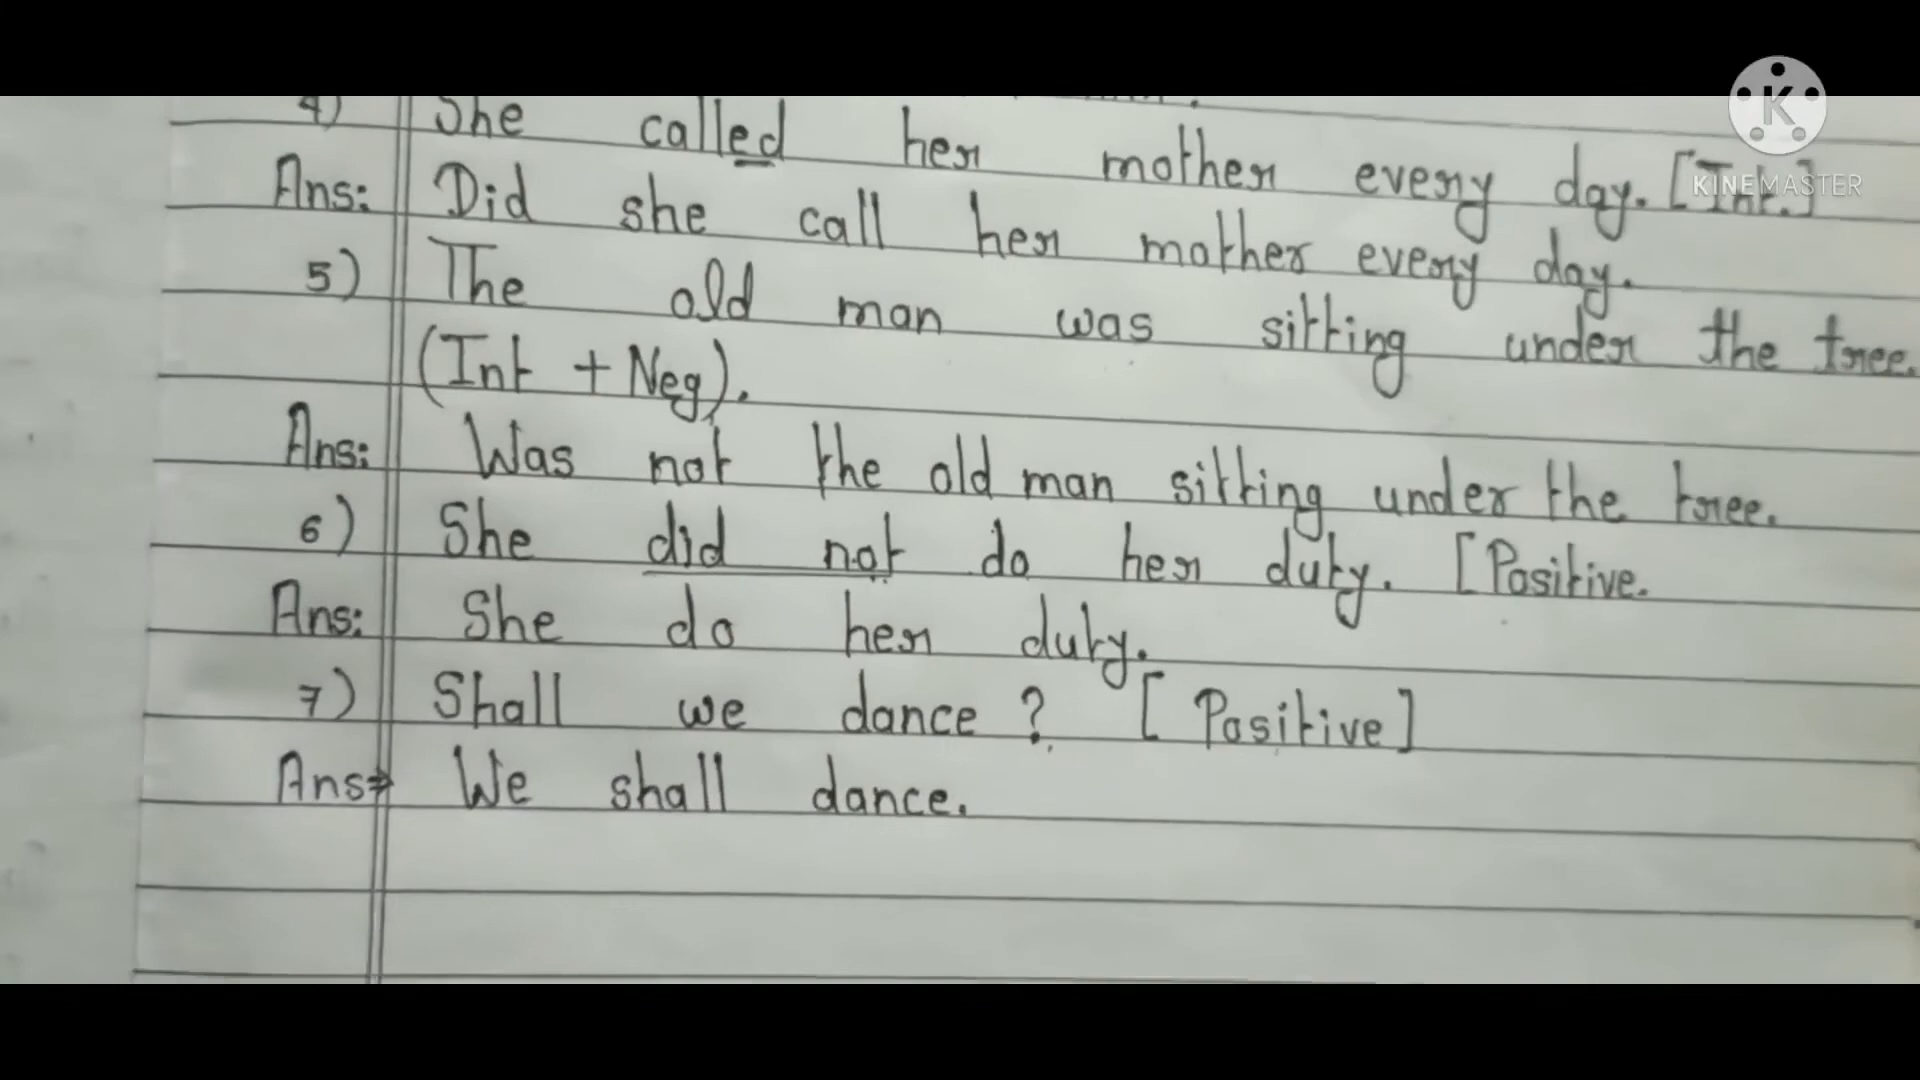 4) She called her mother every day. [Int.]
Ans: Did she call her mother every day.
5) The old man was sitting under the tree.
(Int + Neg).
Ans: Was not the old man sitting under the tree.
6) She did not do her duty. [Positive.
Ans: She do her duty.
7) Shall we dance ? [ Positive]
Ans⇒ We shall dance.
K
KINEMASTER